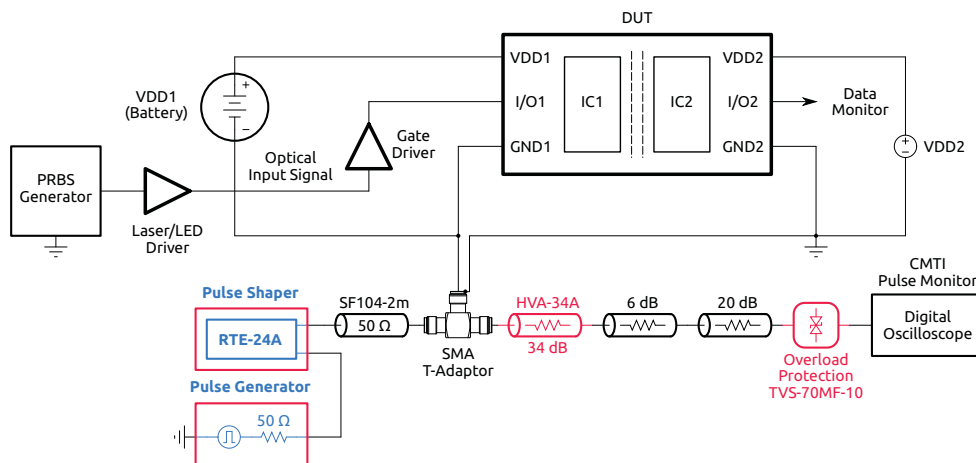 DUT
VDD1
(Battery)
+
−
VDD1
I/O1
GND1
IC1
IC2
VDD2
I/O2
GND2
Data
Monitor
+
−
VDD2
Gate
Driver
Optical
Input Signal
PRBS
Generator
Laser/LED
Driver
Pulse Shaper
RTE-24A
SF104-2m
50 Ω
SMA
T-Adaptor
HVA-34A
34 dB
6 dB
20 dB
Overload
Protection
TVS-70MF-10
CMTI
Pulse Monitor
Digital
Oscilloscope
Pulse Generator
50 Ω